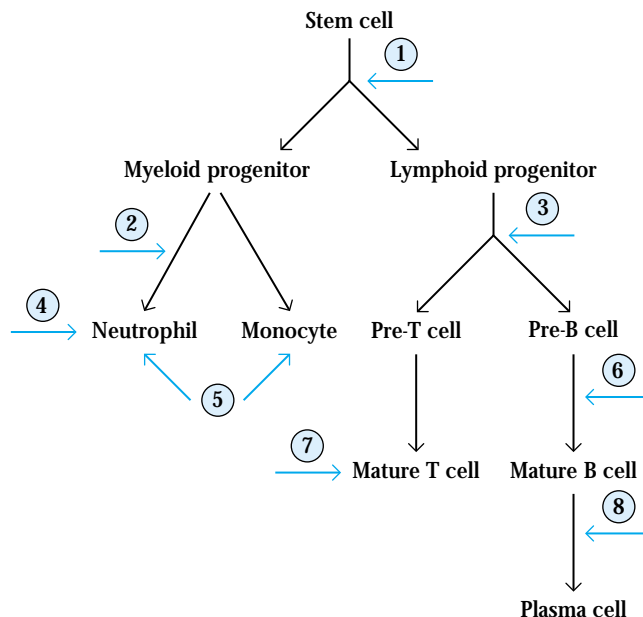 Stem cell
1
Myeloid progenitor
Lymphoid progenitor
2
3
4
Neutrophil
Monocyte
Pre-T cell
Pre-B cell
5
6
7
Mature T cell
Mature B cell
8
Plasma cell